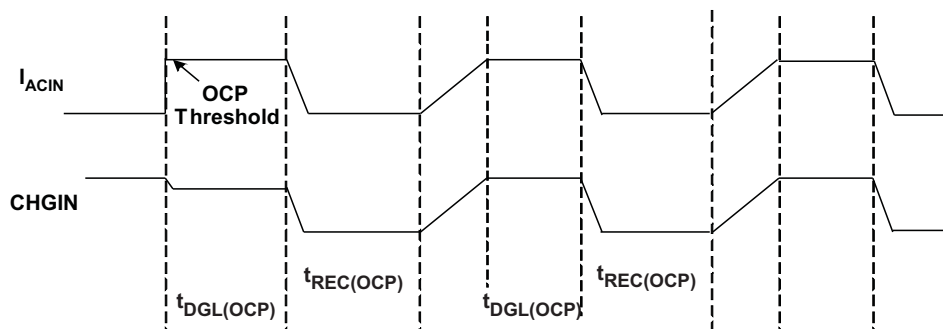 I_ACIN
OCP
Threshold
CHGIN
t_REC(OCP)
t_REC(OCP)
t_DGL(OCP)
t_DGL(OCP)